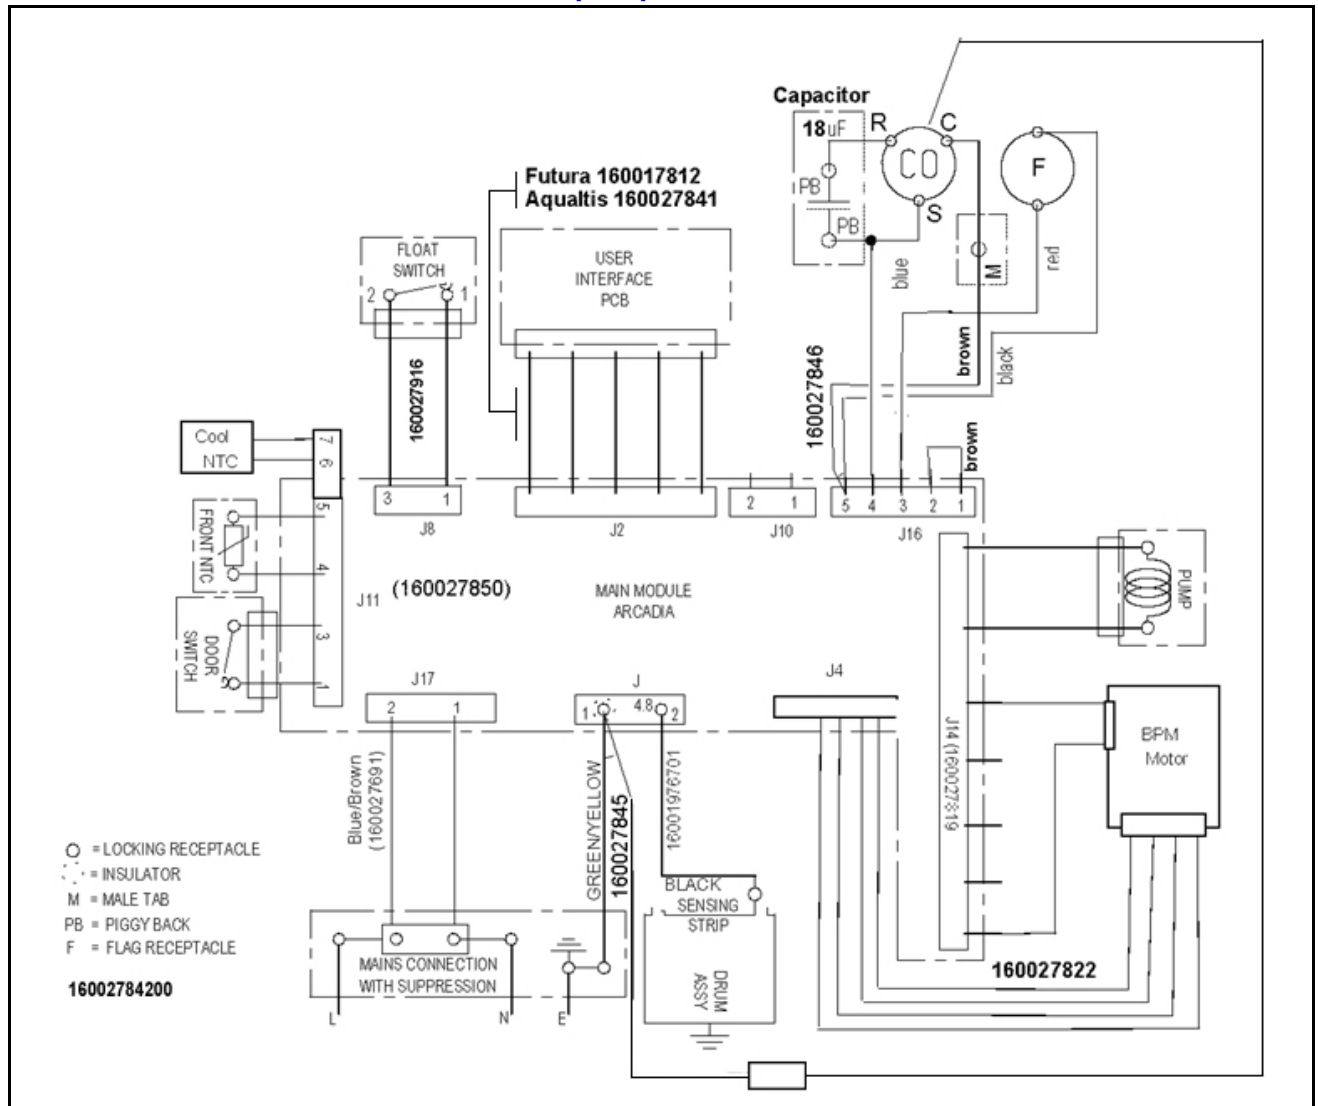 Capacitor
18uF
R
C
CO
F
PB
PB
S
M
blue
red
brown
black
Futura 160017812
Aqualtis 160027841
FLOAT
SWITCH
2
1
USER
INTERFACE
PCB
160027916
160027846
brown
Cool
NTC
7
6
5
4
3
1
FRONT NTC
DOOR
SWITCH
3
1
J8
J2
2
1
J10
5
4
3
2
1
J16
J11
(160027850)
MAIN MODULE
ARCADIA
PUMP
J17
2
1
J
1
4.8
2
J4
J14 (160027819
BPM
Motor
Blue/Brown
(160027691)
GREEN/YELLOW
160027845
16001976701
BLACK
SENSING
STRIP
DRUM
ASSY
MAINS CONNECTION
WITH SUPPRESSION
L
N
E
160027822
= LOCKING RECEPTACLE
= INSULATOR
M = MALE TAB
PB = PIGGY BACK
F = FLAG RECEPTACLE
16002784200